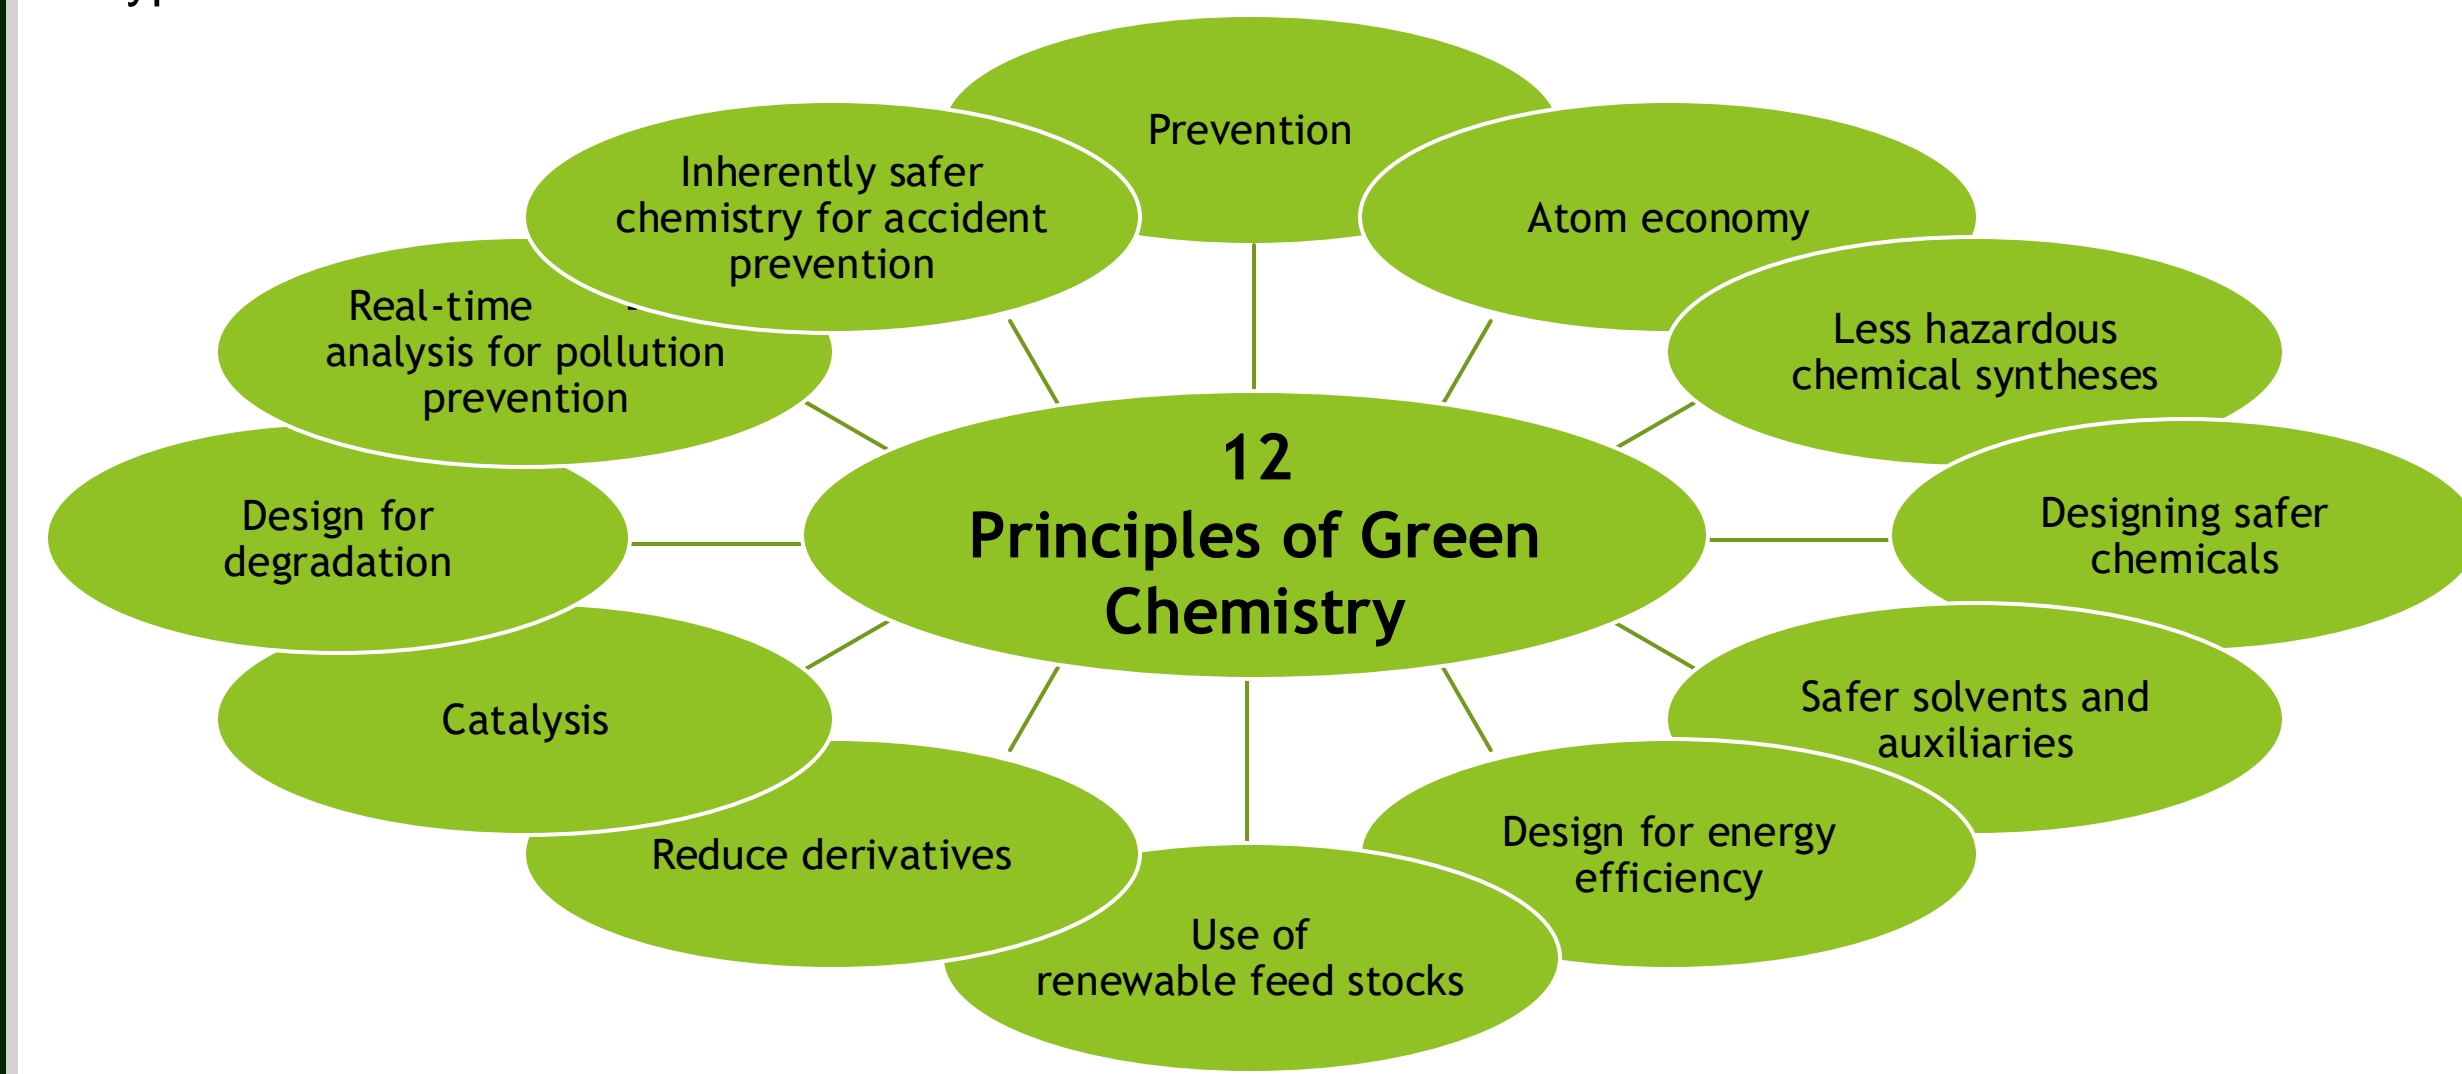 Prevention
Atom economy
Less hazardous
chemical syntheses
Designing safer
chemicals
Safer solvents and
auxiliaries
Design for energy
efficiency
Use of
renewable feed stocks
Reduce derivatives
Catalysis
Design for
degradation
Real-time
analysis for pollution
prevention
Inherently safer
chemistry for accident
prevention
12
Principles of Green
Chemistry